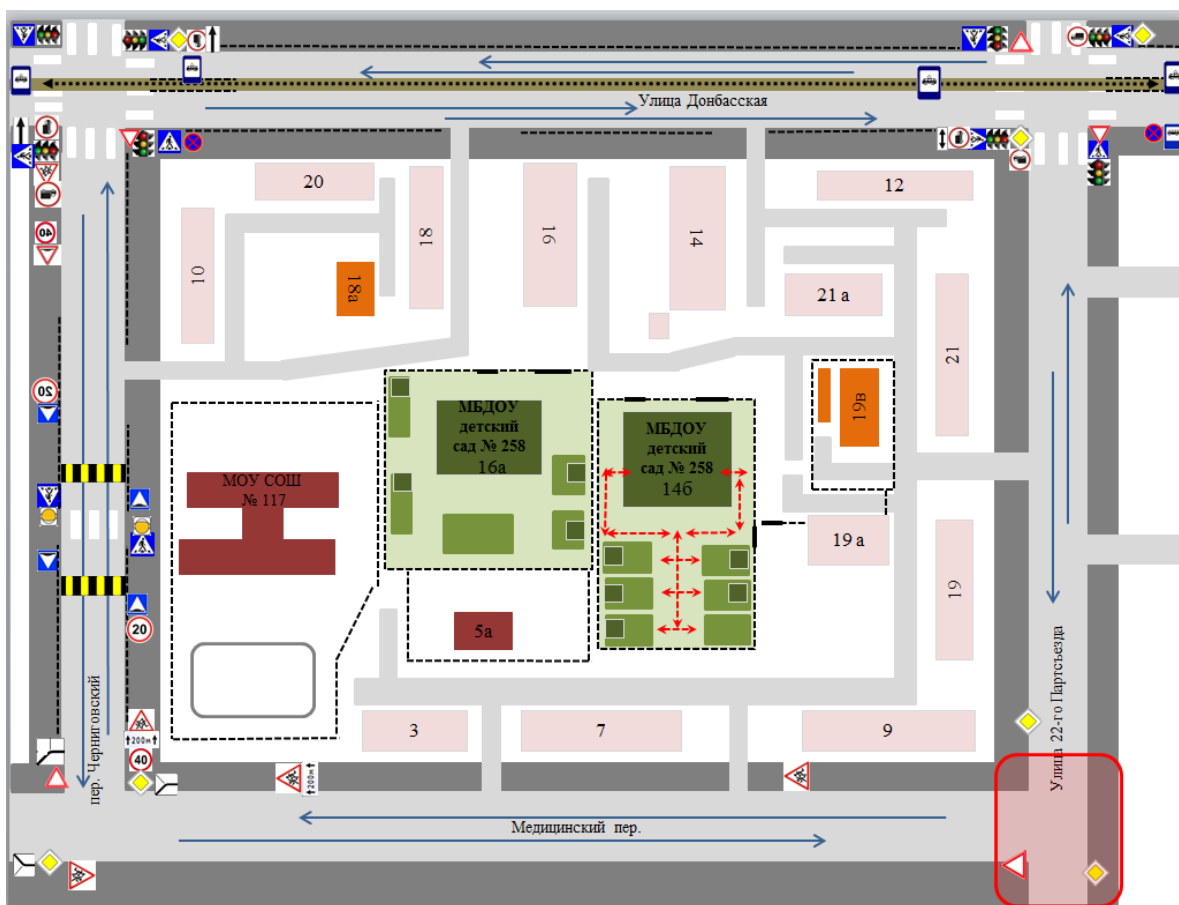 Улица Донбасская
20
12
18
16
14
10
18а
21 а
21
19в
40
20
МБДОУ
детский
сад № 258
16а
МБДОУ
детский
сад № 258
14б
МОУ СОШ
№ 117
19 а
19
5а
20
пер. Черниговский
Улица 22-го Партсъезда
200м
40
3
7
9
200м
Медицинский пер.